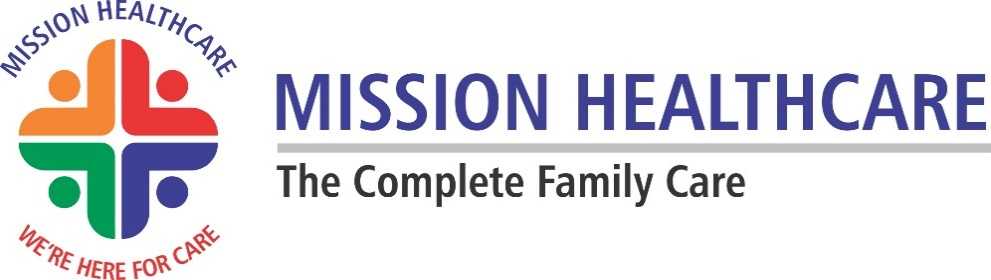 MISSION HEALTHCARE
WE'RE HERE FOR CARE
MISSION HEALTHCARE
The Complete Family Care